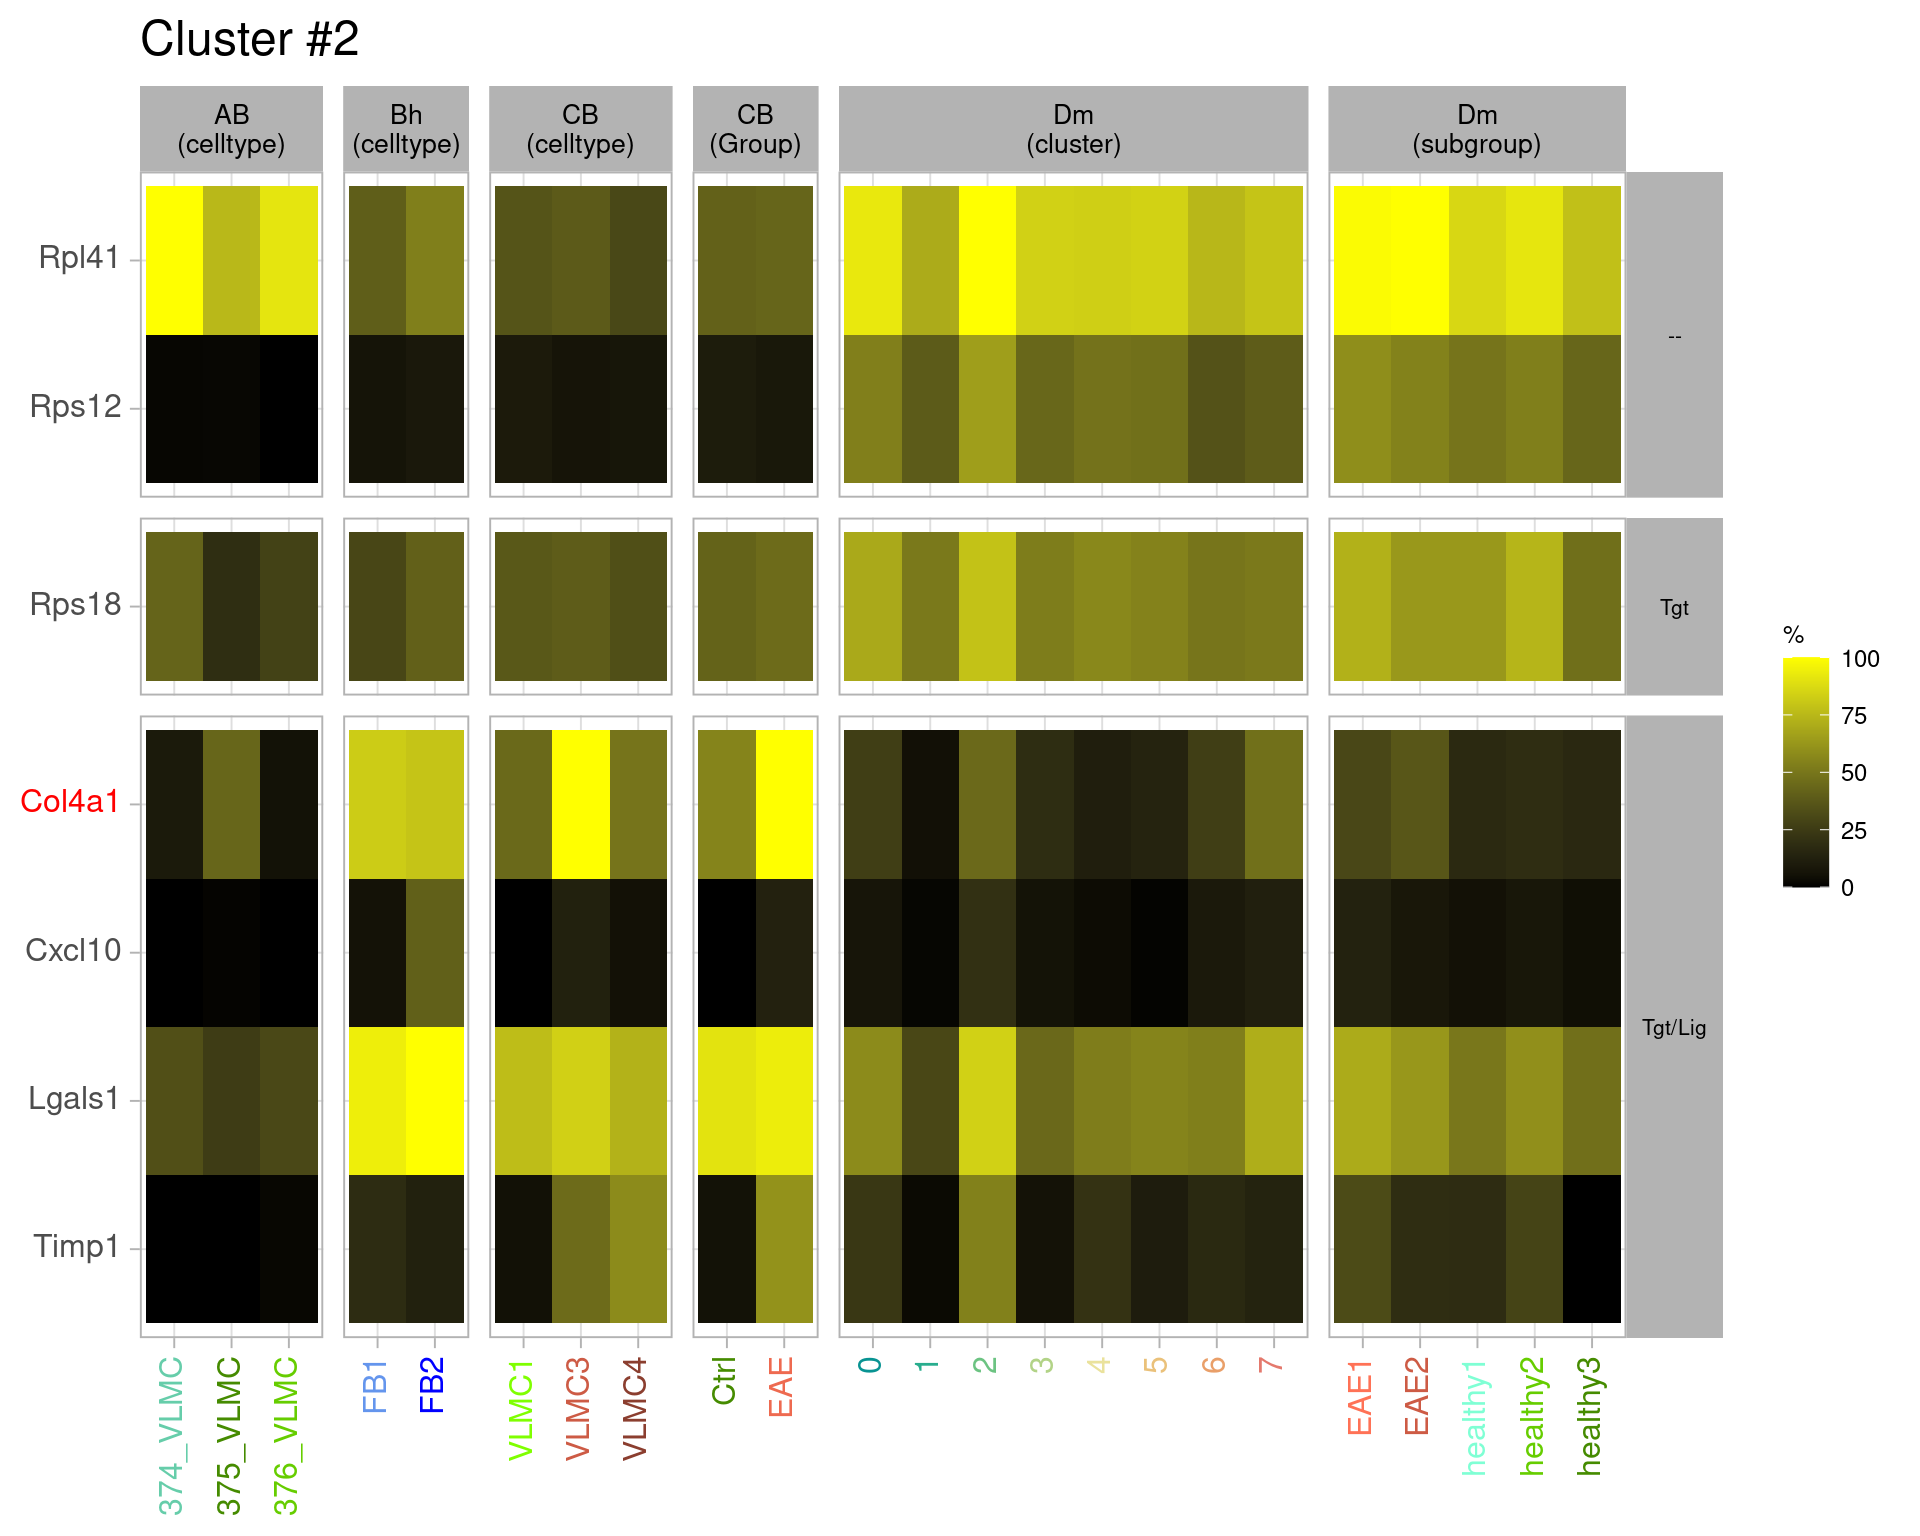 Cluster #2
AB
(celltype)
Bh
(celltype)
CB
(celltype)
CB
(Group)
Dm
(cluster)
Dm
(subgroup)
Rpl41
Rps12
--
Rps18
Tgt
Col4a1
Cxcl10
Lgals1
Timp1
Tgt/Lig
%
100
75
50
25
0
374_VLMC
375_VLMC
376_VLMC
FB1
FB2
VLMC1
VLMC3
VLMC4
Ctrl
EAE
0
1
2
3
4
5
6
7
EAE1
EAE2
healthy1
healthy2
healthy3